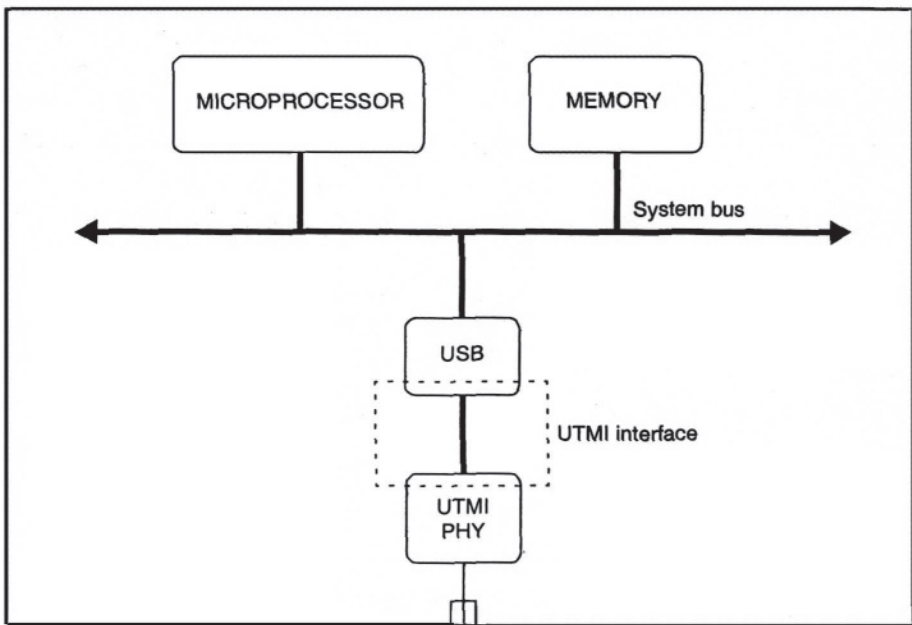 MICROPROCESSOR
MEMORY
System bus
USB
UTMI interface
UTMI
PHY